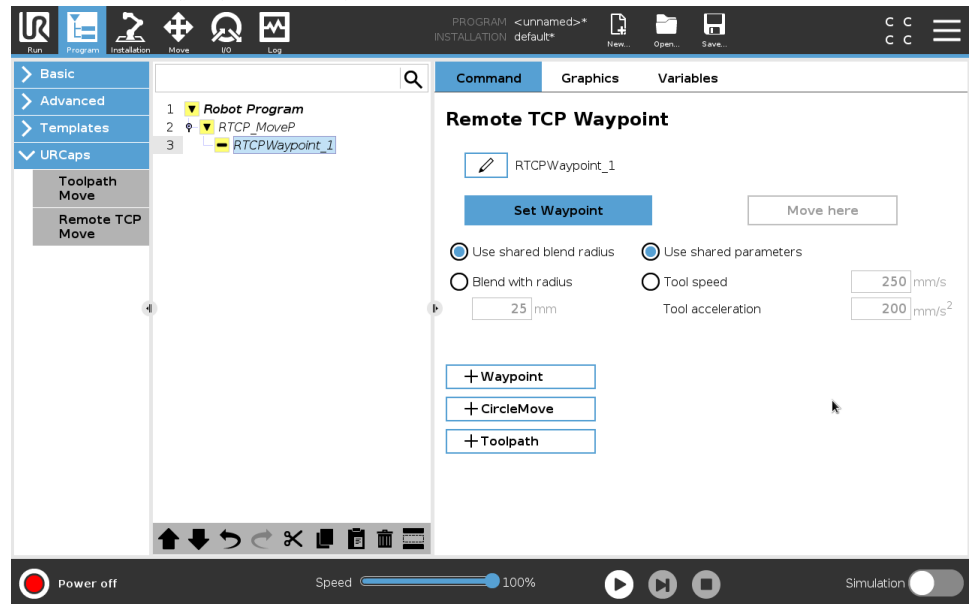 PROGRAM <unnamed>*
INSTALLATION default*
UR
Run
Program
Installation
Move
I/O
Log
New...
Open...
Save...
C C
C C
Basic
Advanced
Templates
URCaps
Toolpath
Move
Remote TCP
Move
1 Robot Program
2 RTCP_MoveP
3 RTCPWaypoint_1
Command Graphics Variables
Remote TCP Waypoint
RTCPWaypoint_1
Set Waypoint Move here
Use shared blend radius Use shared parameters
Blend with radius Tool speed 250 mm/s
25 mm Tool acceleration 200 mm/s²
+Waypoint
+CircleMove
+Toolpath
Power off Speed 100% Simulation